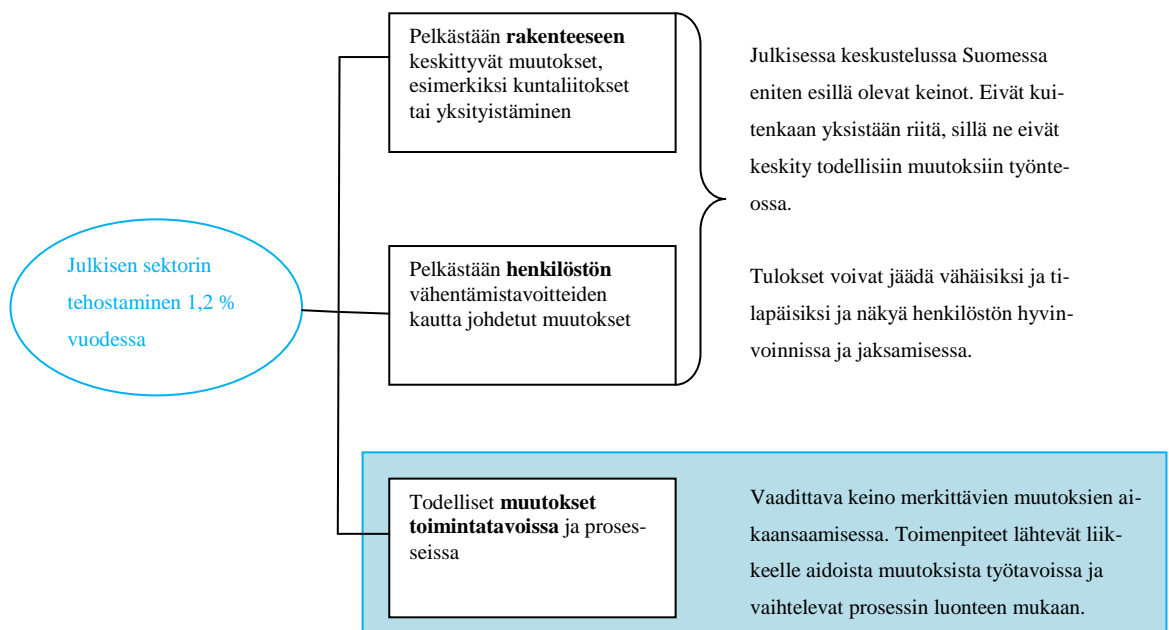 Pelkästään rakenteeseen
keskittyvät muutokset,
esimerkiksi kuntaliitokset
tai yksityistäminen
Julkisessa keskustelussa Suomessa
eniten esillä olevat keinot. Eivät kui-
tenkaan yksistään riitä, sillä ne eivät
keskity todellisiin muutoksiin työnte-
ossa.
Julkisen sektorin
tehostaminen 1,2 %
vuodessa
Pelkästään henkilöstön
vähentämistavoitteiden
kautta johdetut muutokset
Tulokset voivat jäädä vähäisiksi ja ti-
lapäisiksi ja näkyä henkilöstön hyvin-
voinnissa ja jaksamisessa.
Todelliset muutokset
toimintatavoissa ja proses-
seissa
Vaadittava keino merkittävien muutoksien ai-
kaansaamisessa. Toimenpiteet lähtevät liik-
keelle aidoista muutoksista työtavoissa ja
vaihtelevat prosessin luonteen mukaan.